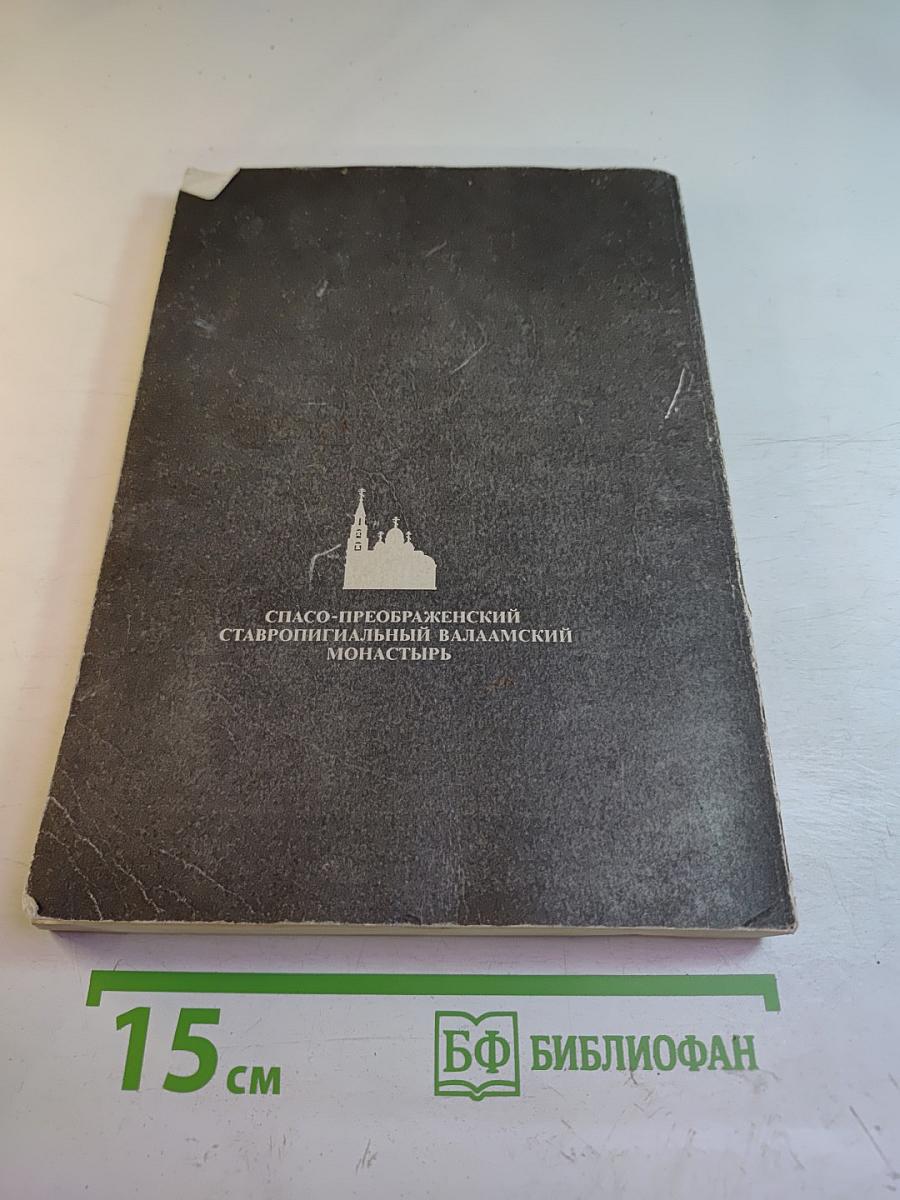 СПАСО-ПРЕОБРАЖЕНСКИЙ
СТАВРОПИГИАЛЬНЫЙ ВАЛААМСКИЙ
МОНАСТЫРЬ
15 см
БФ БИБЛИОФАН